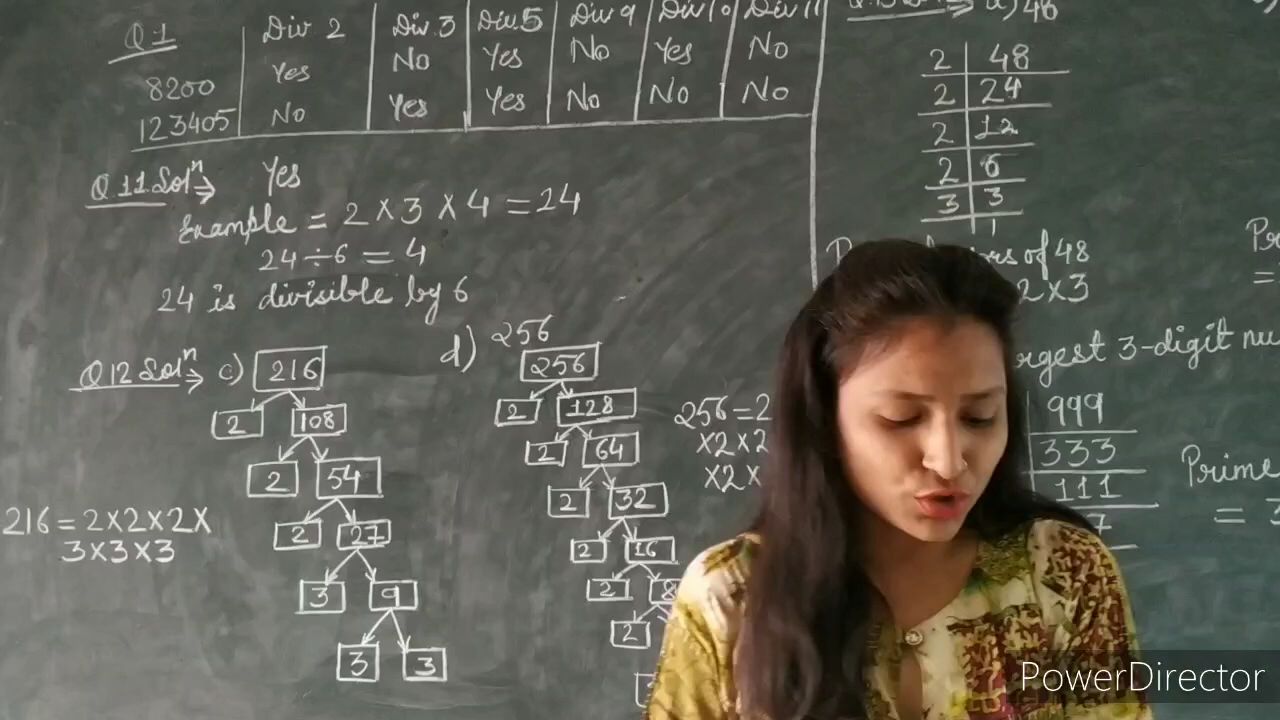 Q 1 Div 2 Div 3 Div 5 Div 9 Div 10 Div 11
8200 Yes No Yes No Yes No
123405 No Yes Yes No No No
Q 11 Solⁿ ⇒ Yes
Example = 2 × 3 × 4 = 24
24 ÷ 6 = 4
24 is divisible by 6
Q 12 Solⁿ ⇒ c) 216
2 108
2 54
2 27
3 9
3 3
216 = 2×2×2×
3×3×3
d) 256
256
2 128
2 64
2 32
2 16
2 8
2
256 = 2
×2×2
×2×
a) 48
2 48
2 24
2 12
2 6
3 3
1
of 48
2×3
3-digit
999
333
111
7
Prime
= 3
PowerDirector